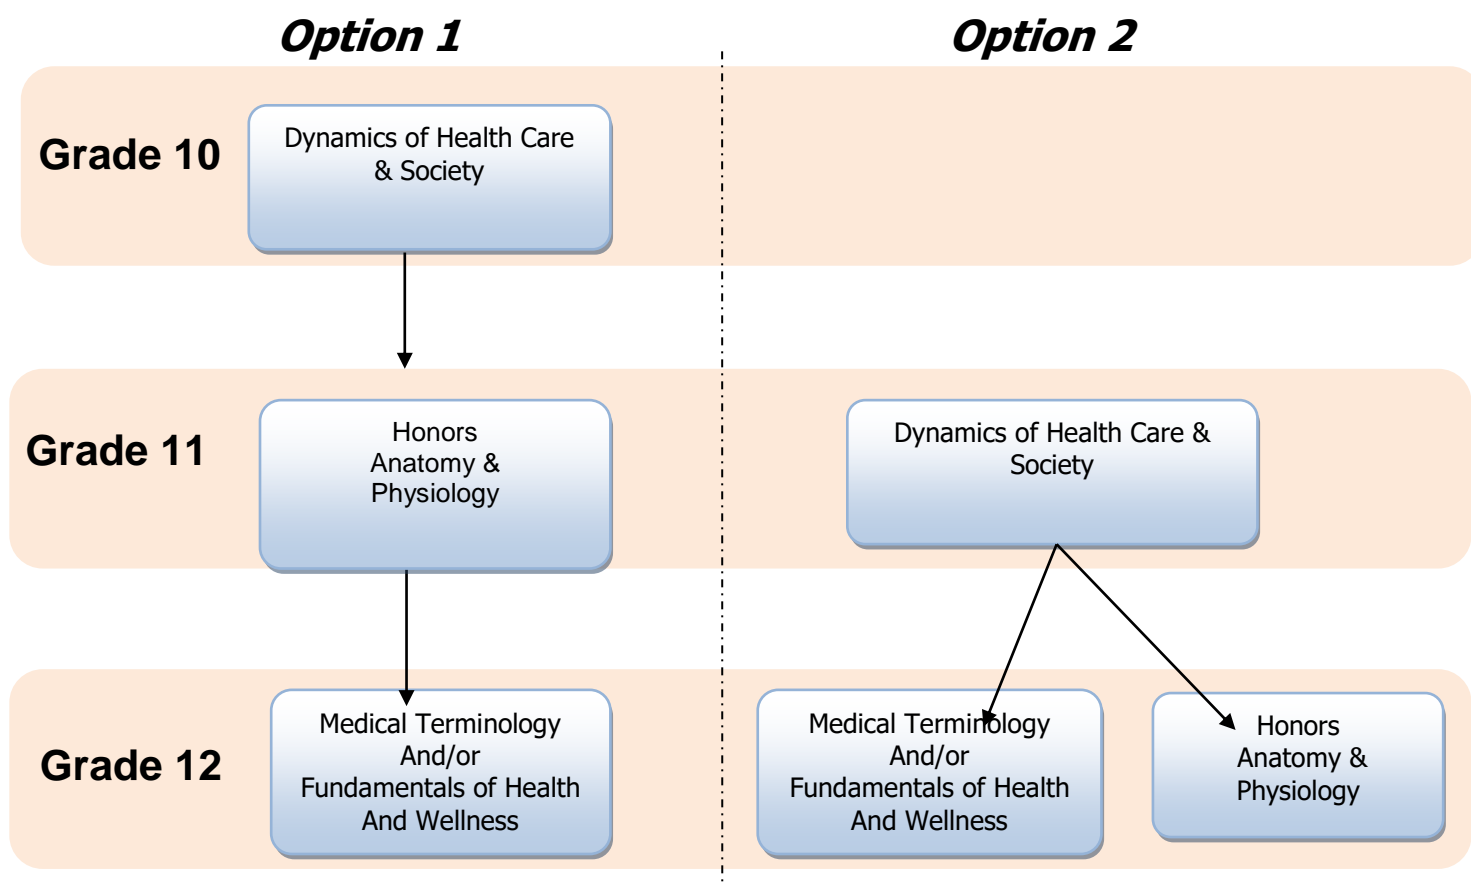 Option 1
Option 2
Grade 10
Dynamics of Health Care
& Society
Grade 11
Honors
Anatomy &
Physiology
Dynamics of Health Care &
Society
Grade 12
Medical Terminology
And/or
Fundamentals of Health
And Wellness
Medical Terminology
And/or
Fundamentals of Health
And Wellness
Honors
Anatomy &
Physiology